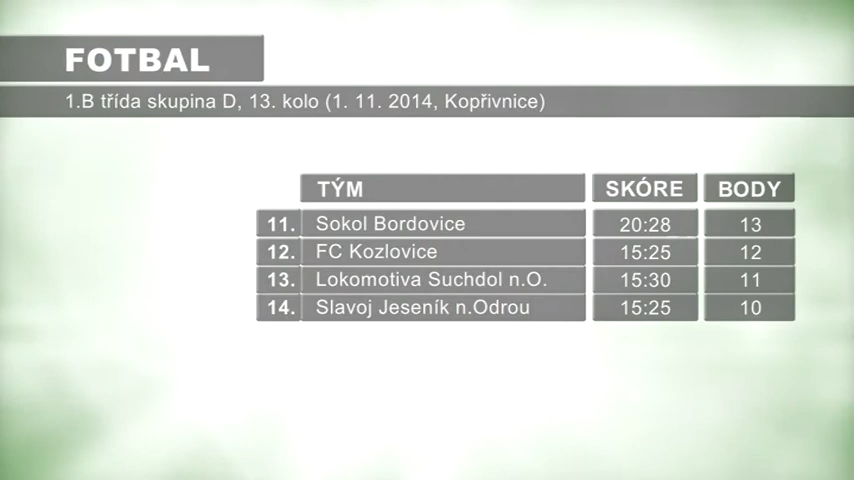 FOTBAL
1.B třída skupina D, 13. kolo (1. 11. 2014, Kopřivnice)
TÝM SKÓRE BODY
11. Sokol Bordovice 20:28 13
12. FC Kozlovice 15:25 12
13. Lokomotiva Suchdol n.O. 15:30 11
14. Slavoj Jeseník n.Odrou 15:25 10